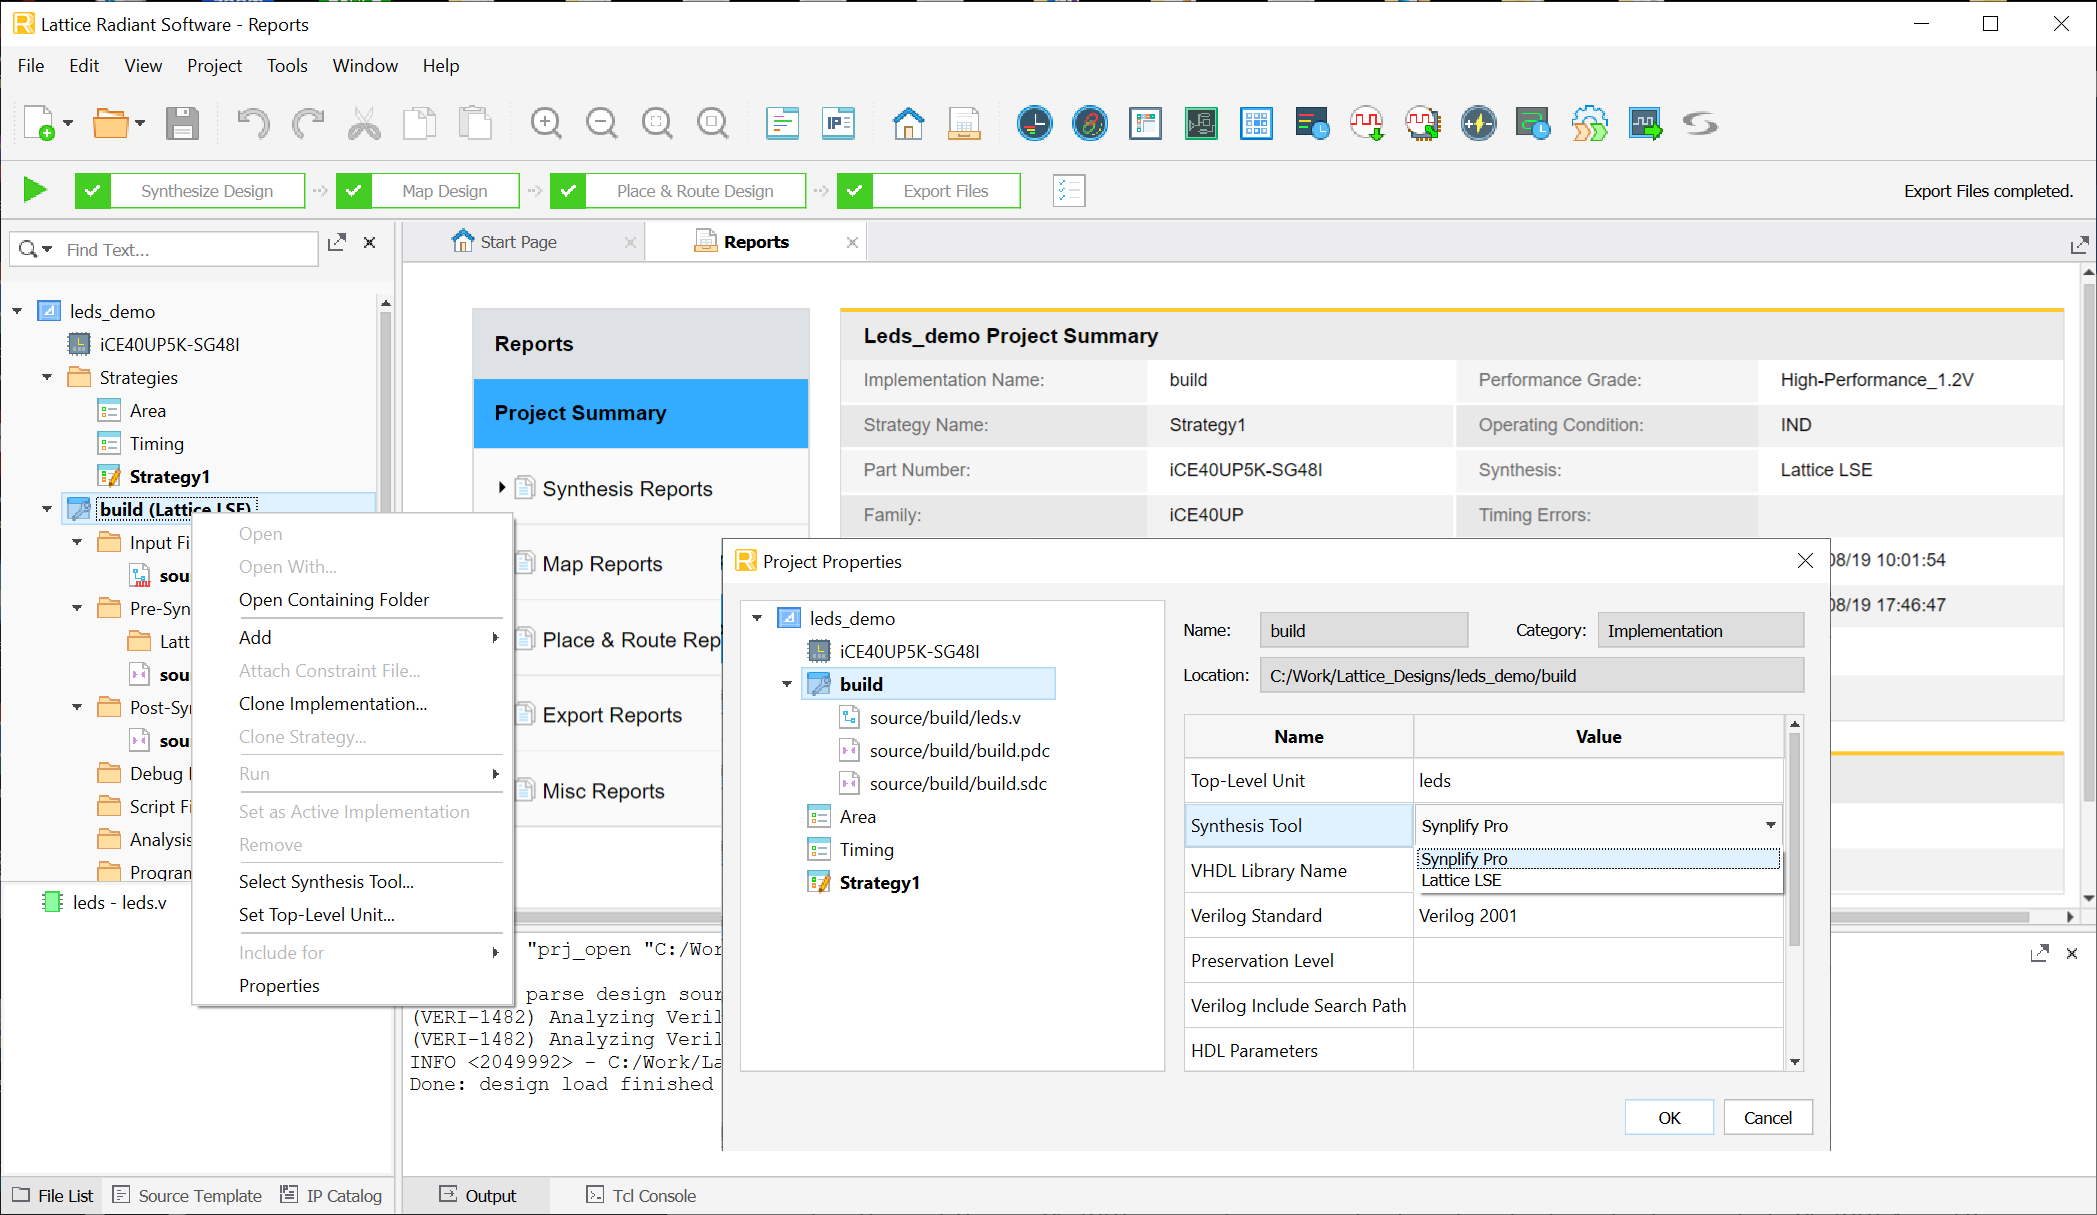 Lattice Radiant Software - Reports
File Edit View Project Tools Window Help
IP
Synthesize Design Map Design Place & Route Design Export Files Export Files completed.
Find Text...
Start Page Reports
leds_demo
iCE40UP5K-SG48I
Strategies
Area
Timing
Strategy1
build (Lattice LSE)
Input Fi
sou
Pre-Syn
Latt
sou
Post-Syn
sou
Debug
Script Fi
Analysis
Program
leds - leds.v
Open
Open With...
Open Containing Folder
Add
Attach Constraint File...
Clone Implementation...
Clone Strategy...
Run
Set as Active Implementation
Remove
Select Synthesis Tool...
Set Top-Level Unit...
Include for
Properties
Reports
Project Summary
Synthesis Reports
Map Reports
Place & Route Rep
Export Reports
Misc Reports
Leds_demo Project Summary
Implementation Name: build Performance Grade: High-Performance_1.2V
Strategy Name: Strategy1 Operating Condition: IND
Part Number: iCE40UP5K-SG48I Synthesis: Lattice LSE
Family: iCE40UP Timing Errors:
08/19 10:01:54
08/19 17:46:47
Project Properties
leds_demo
iCE40UP5K-SG48I
build
source/build/leds.v
source/build/build.pdc
source/build/build.sdc
Area
Timing
Strategy1
Name: build Category: Implementation
Location: C:/Work/Lattice_Designs/leds_demo/build
Name Value
Top-Level Unit leds
Synthesis Tool Synplify Pro
Synplify Pro
Lattice LSE
VHDL Library Name
Verilog Standard Verilog 2001
Preservation Level
Verilog Include Search Path
HDL Parameters
OK Cancel
"prj_open "C:/Wor
parse design sour
(VERI-1482) Analyzing Veril
(VERI-1482) Analyzing Veril
INFO <2049992> - C:/Work/La
Done: design load finished
File List Source Template IP Catalog Output Tcl Console